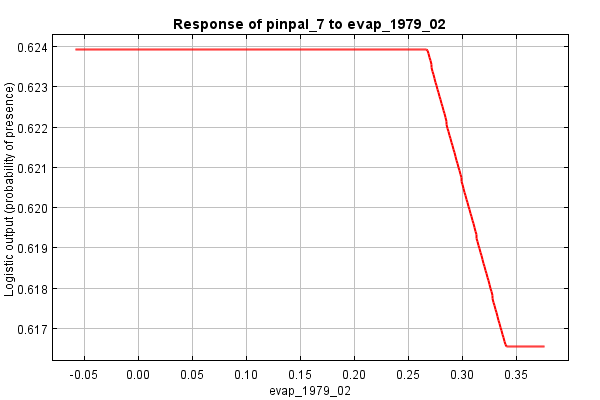 Response of pinpal_7 to evap_1979_02
Logistic output (probability of presence)
0.624
0.623
0.622
0.621
0.620
0.619
0.618
0.617
-0.05 0.00 0.05 0.10 0.15 0.20 0.25 0.30 0.35
evap_1979_02